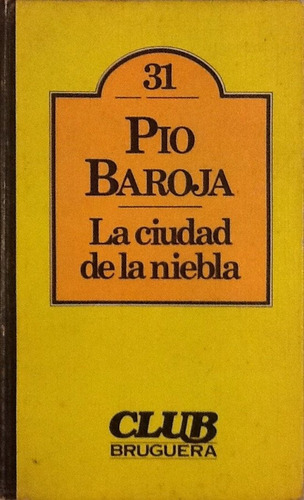 31
PIO
BAROJA
La ciudad
de la niebla
CLUB
BRUGUERA